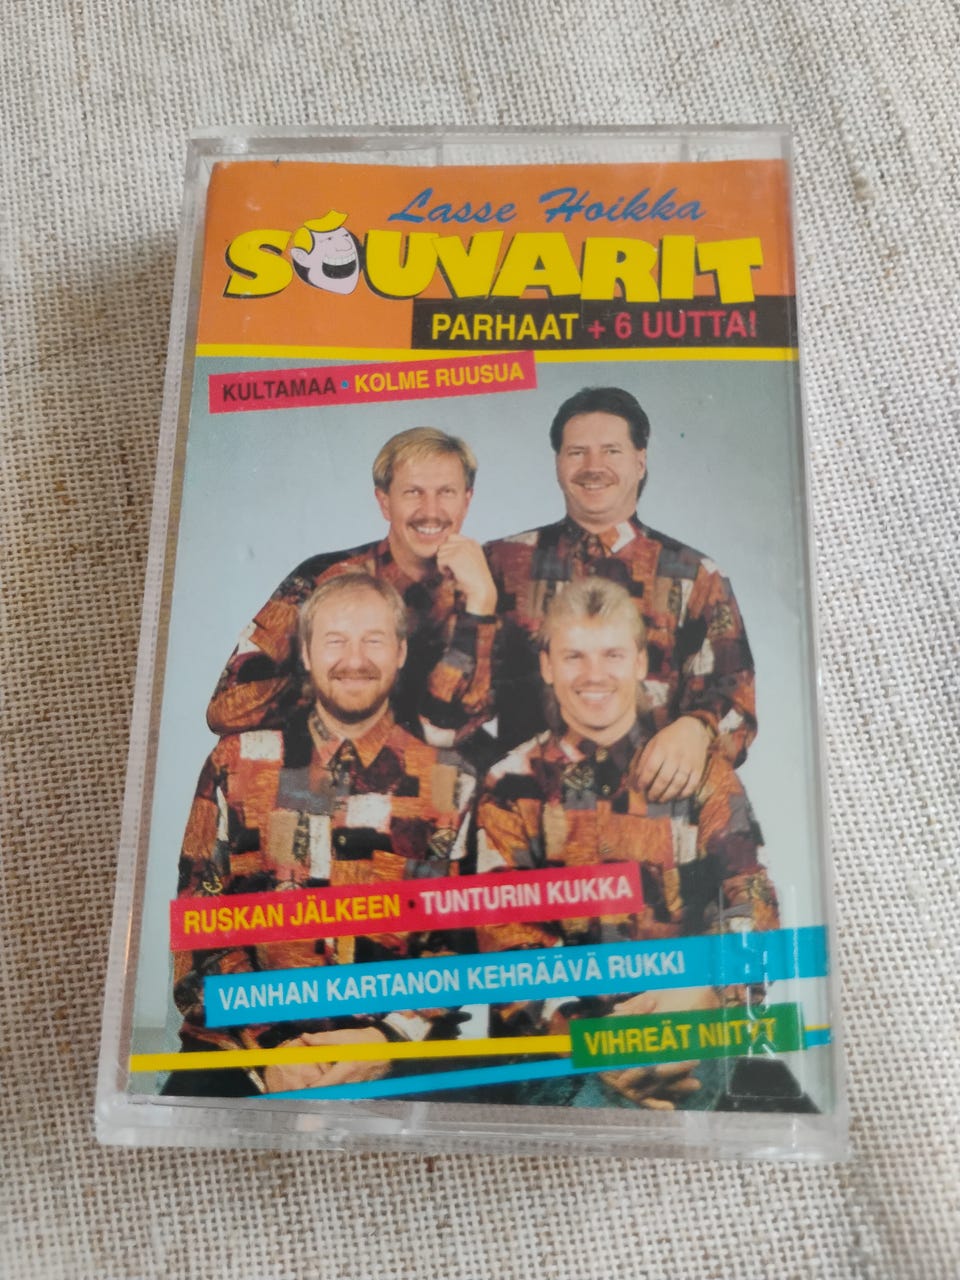 Lasse Hoikka
SOUVARIT
PARHAAT + 6 UUTTA!
KULTAMAA • KOLME RUUSUA
RUSKAN JÄLKEEN • TUNTURIN KUKKA
VANHAN KARTANON KEHRÄÄVÄ RUKKI
VIHREÄT NIITYT